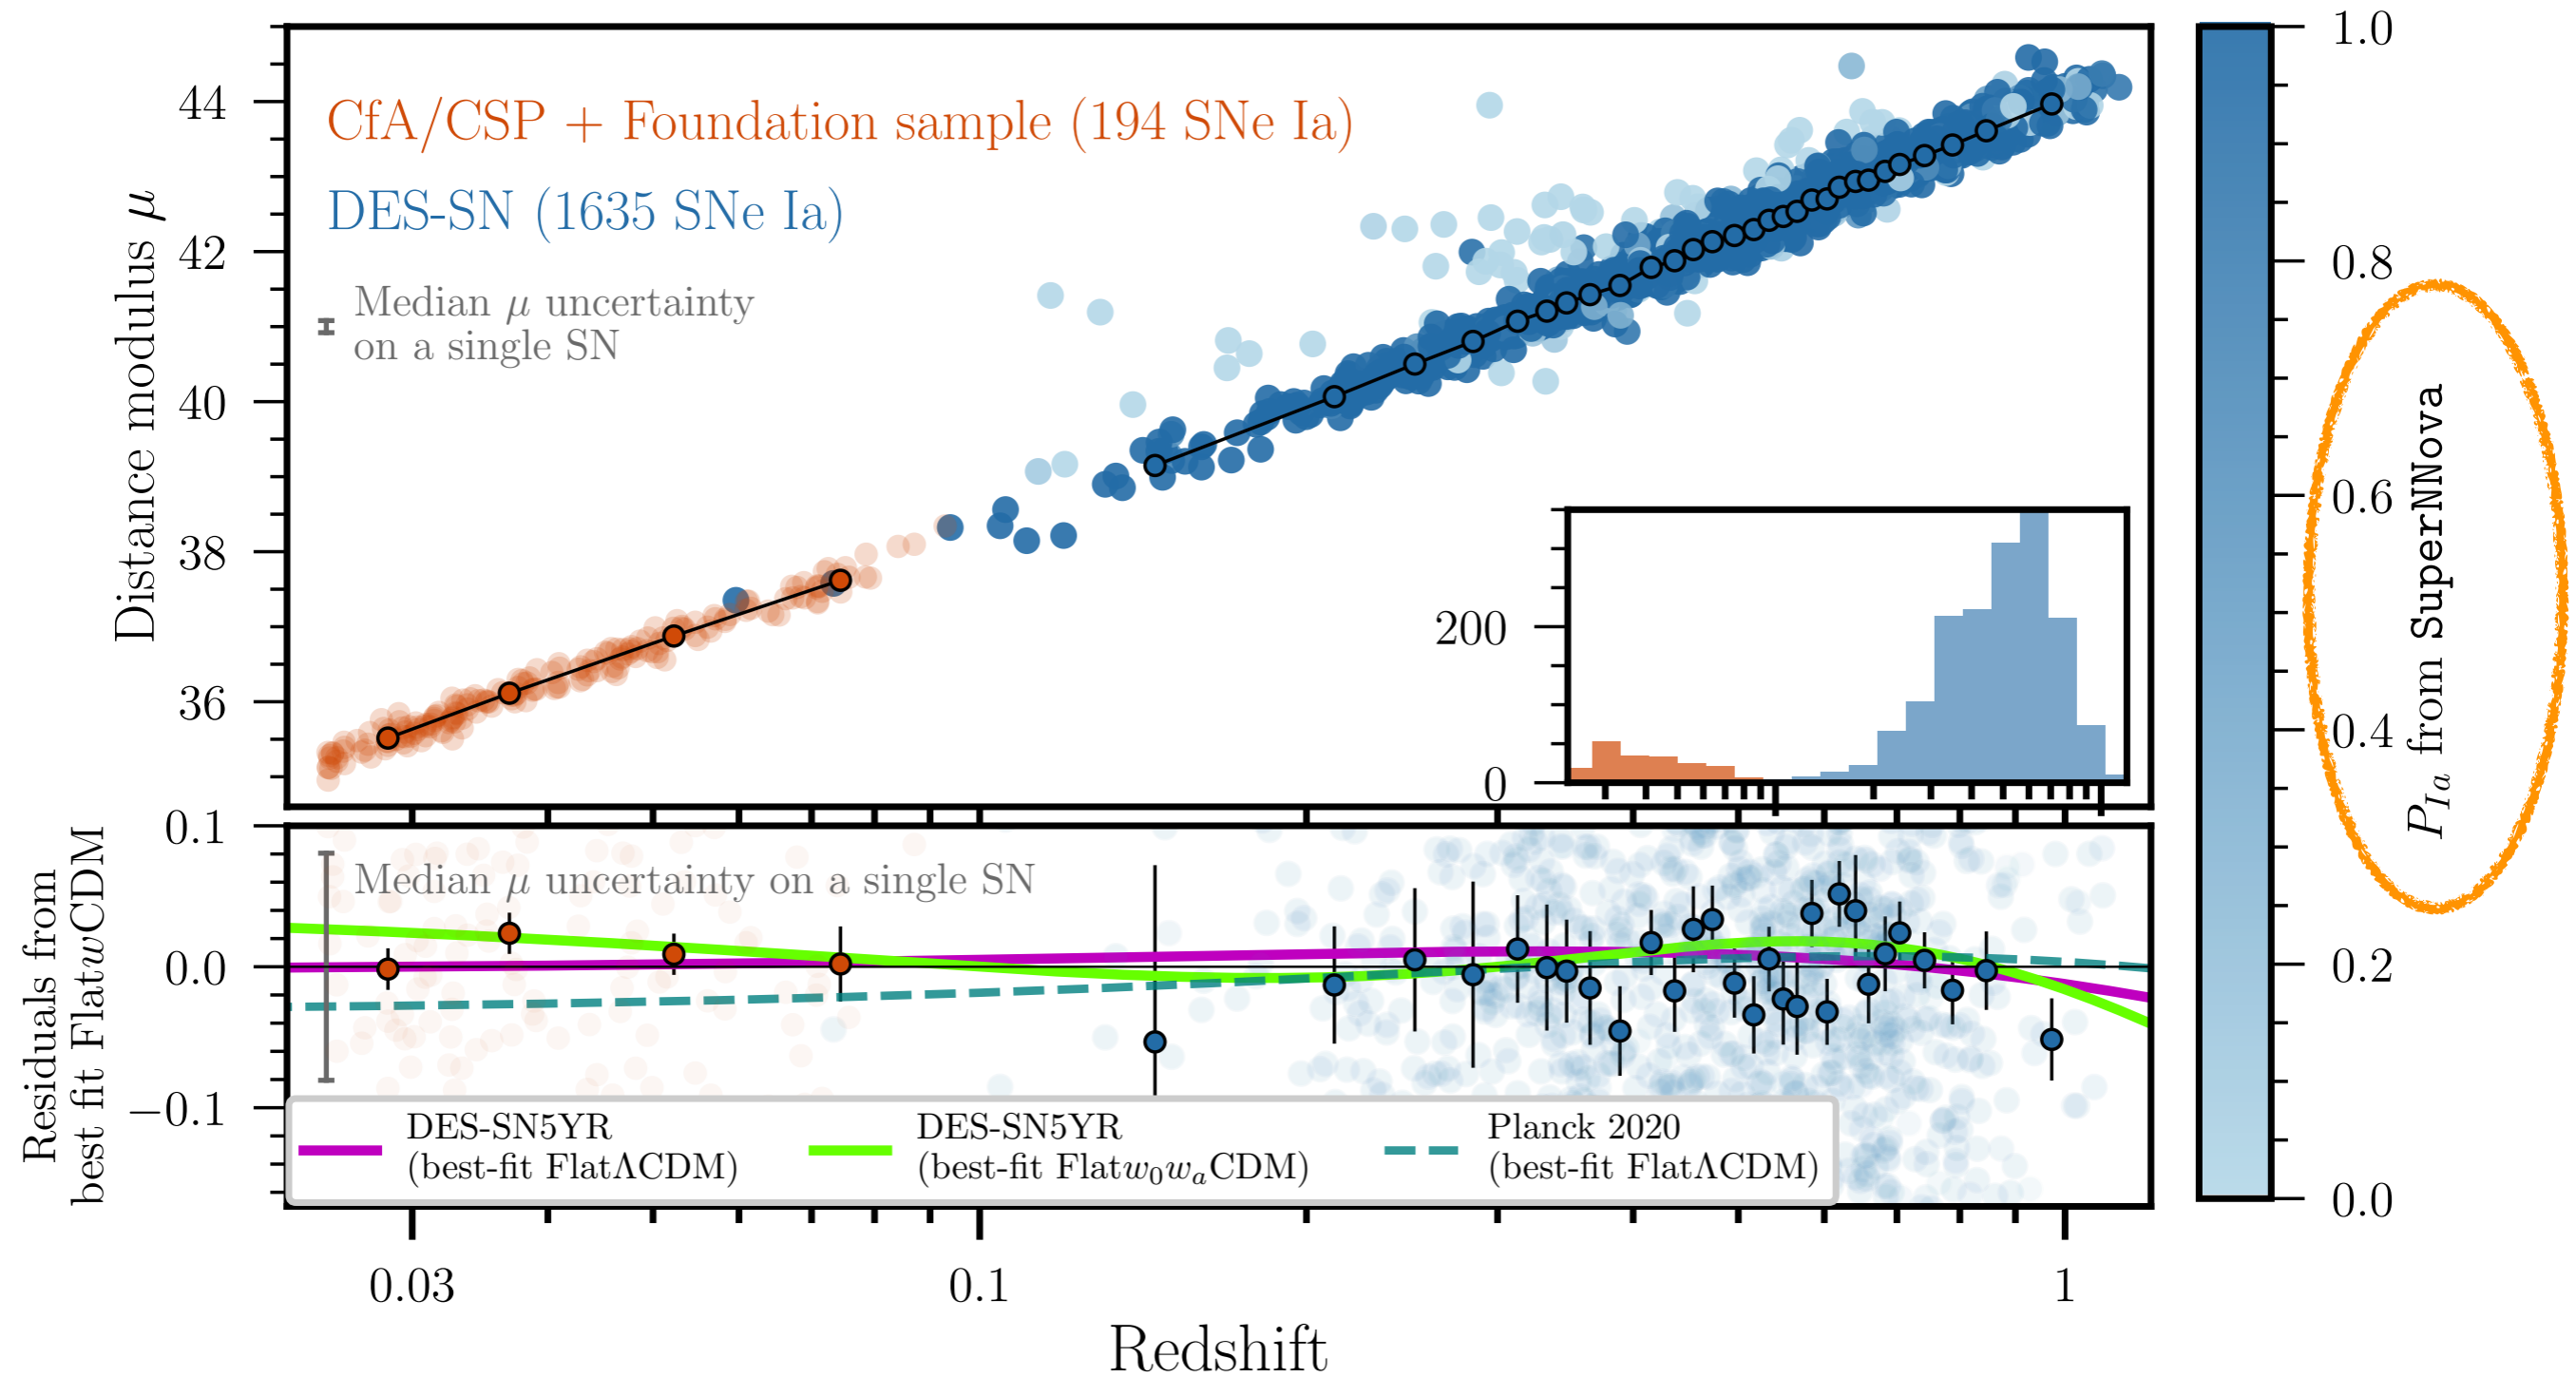 44
42
40
38
36
Distance modulus μ
CfA/CSP + Foundation sample (194 SNe Ia)
DES-SN (1635 SNe Ia)
Median μ uncertainty
on a single SN
200
0
1.0
0.8
0.6
0.4
0.2
0.0
P_{Ia} from SuperNNova
0.1
0.0
−0.1
Residuals from
best fit FlatwCDM
Median μ uncertainty on a single SN
DES-SN5YR
(best-fit FlatΛCDM)
DES-SN5YR
(best-fit Flatw₀wₐCDM)
Planck 2020
(best-fit FlatΛCDM)
0.03
0.1
1
Redshift